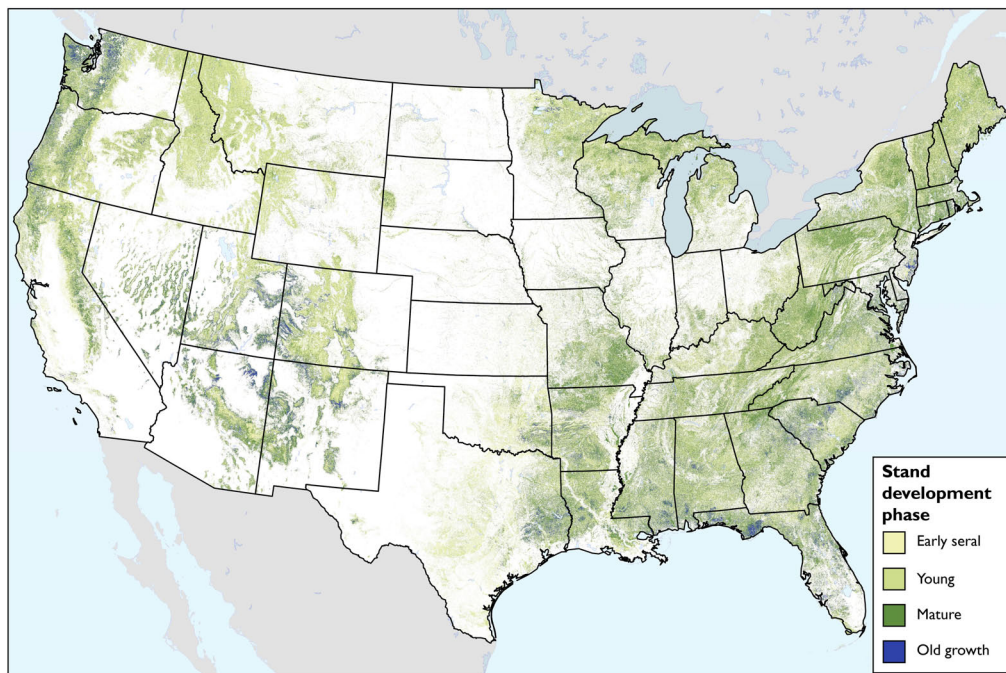 Stand
development
phase
Early seral
Young
Mature
Old growth